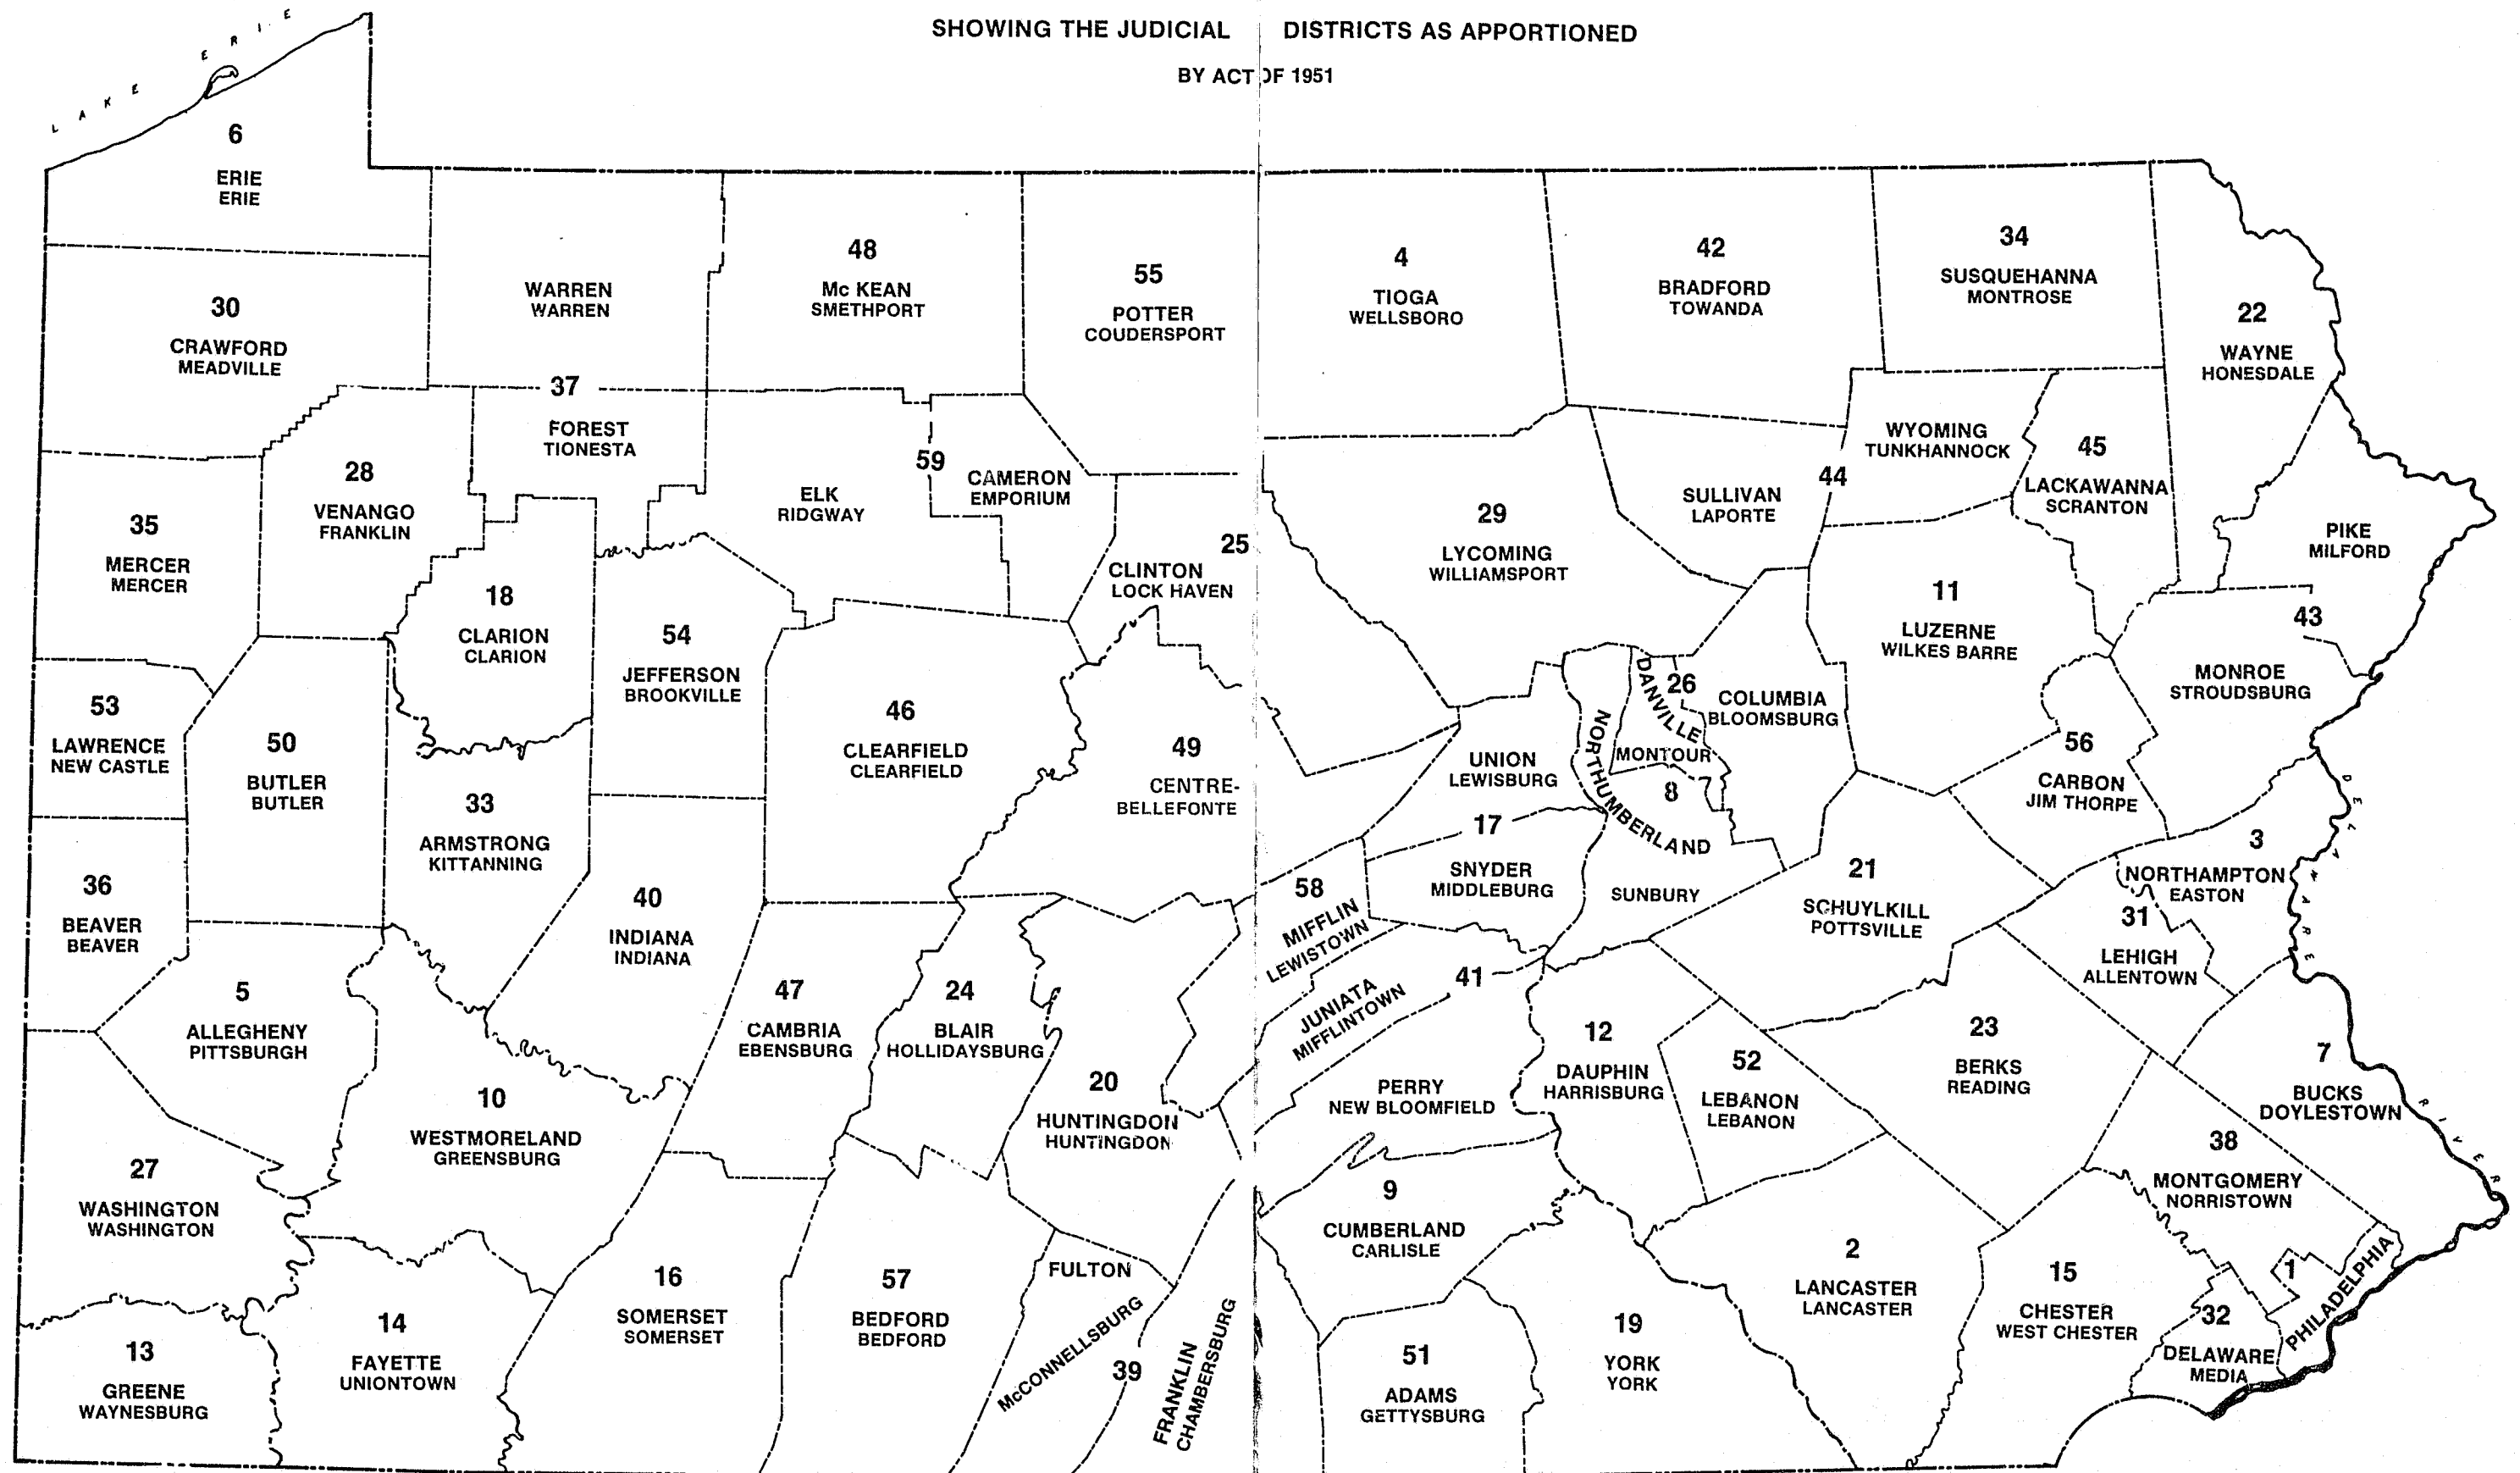 SHOWING THE JUDICIAL DISTRICTS AS APPORTIONED
BY ACT OF 1951
LAKE ERIE
6
ERIE
ERIE
30
CRAWFORD
MEADVILLE
WARREN
WARREN
37
FOREST
TIONESTA
48
Mc KEAN
SMETHPORT
55
POTTER
COUDERSPORT
4
TIOGA
WELLSBORO
42
BRADFORD
TOWANDA
34
SUSQUEHANNA
MONTROSE
22
WAYNE
HONESDALE
35
MERCER
MERCER
28
VENANGO
FRANKLIN
18
CLARION
CLARION
ELK
RIDGWAY
59
CAMERON
EMPORIUM
25
CLINTON
LOCK HAVEN
29
LYCOMING
WILLIAMSPORT
SULLIVAN
LAPORTE
44
WYOMING
TUNKHANNOCK
45
LACKAWANNA
SCRANTON
PIKE
MILFORD
43
MONROE
STROUDSBURG
11
LUZERNE
WILKES BARRE
53
LAWRENCE
NEW CASTLE
50
BUTLER
BUTLER
33
ARMSTRONG
KITTANNING
54
JEFFERSON
BROOKVILLE
46
CLEARFIELD
CLEARFIELD
49
CENTRE-
BELLEFONTE
UNION
LEWISBURG
17
SNYDER
MIDDLEBURG
NORTHUMBERLAND
8
SUNBURY
DANVILLE
MONTOUR
26
COLUMBIA
BLOOMSBURG
56
CARBON
JIM THORPE
3
NORTHAMPTON
EASTON
31
LEHIGH
ALLENTOWN
21
SCHUYLKILL
POTTSVILLE
36
BEAVER
BEAVER
5
ALLEGHENY
PITTSBURGH
40
INDIANA
INDIANA
47
CAMBRIA
EBENSBURG
24
BLAIR
HOLLIDAYSBURG
20
HUNTINGDON
HUNTINGDON
58
MIFFLIN
LEWISTOWN
JUNIATA
MIFFLINTOWN
41
PERRY
NEW BLOOMFIELD
12
DAUPHIN
HARRISBURG
52
LEBANON
LEBANON
23
BERKS
READING
7
BUCKS
DOYLESTOWN
DELAWARE RIVER
27
WASHINGTON
WASHINGTON
10
WESTMORELAND
GREENSBURG
13
GREENE
WAYNESBURG
14
FAYETTE
UNIONTOWN
16
SOMERSET
SOMERSET
57
BEDFORD
BEDFORD
FULTON
McCONNELLSBURG
39
FRANKLIN
CHAMBERSBURG
9
CUMBERLAND
CARLISLE
51
ADAMS
GETTYSBURG
19
YORK
YORK
2
LANCASTER
LANCASTER
15
CHESTER
WEST CHESTER
38
MONTGOMERY
NORRISTOWN
32
DELAWARE
MEDIA
1
PHILADELPHIA